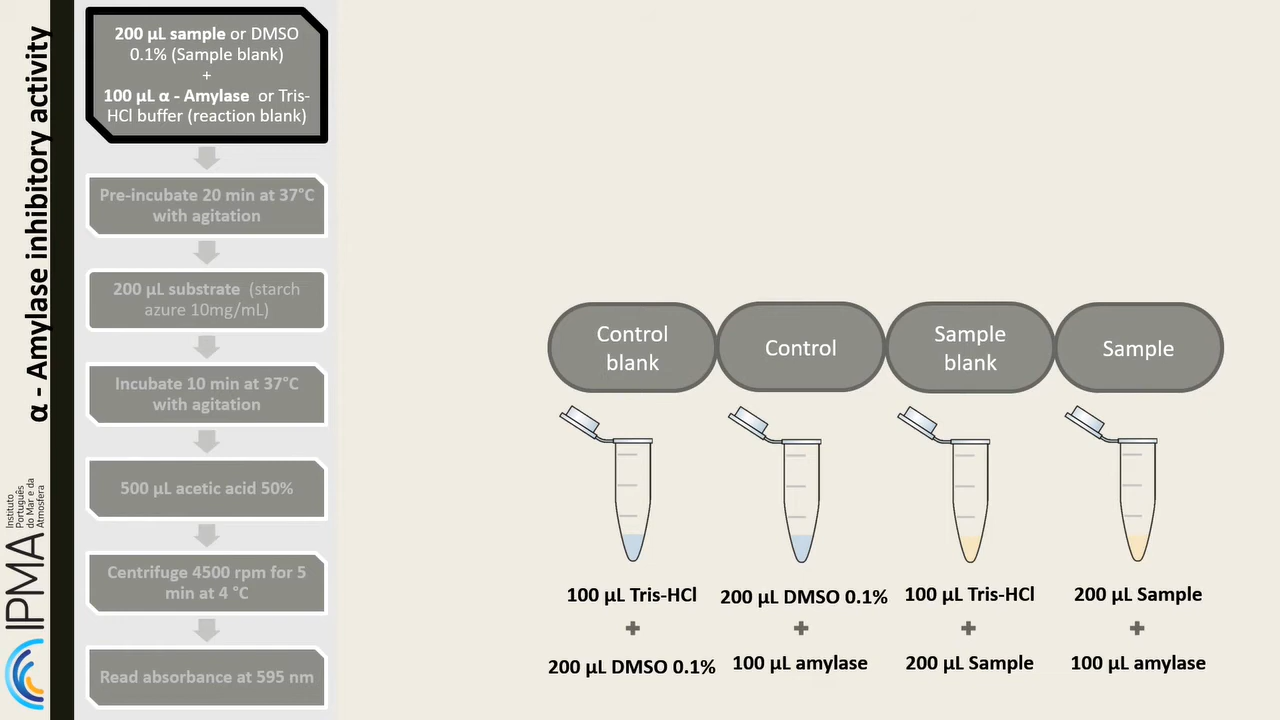 α - Amylase inhibitory activity
Instituto
Português
do Mar e da
Atmosfera
IPMA
200 µL sample or DMSO
0.1% (Sample blank)
+
100 µL α - Amylase or Tris-
HCl buffer (reaction blank)
Pre-incubate 20 min at 37°C
with agitation
200 µL substrate (starch
azure 10mg/mL)
Incubate 10 min at 37°C
with agitation
500 µL acetic acid 50%
Centrifuge 4500 rpm for 5
min at 4 °C
Read absorbance at 595 nm
Control
blank
Control
Sample
blank
Sample
100 µL Tris-HCl
+
200 µL DMSO 0.1%
200 µL DMSO 0.1%
+
100 µL amylase
100 µL Tris-HCl
+
200 µL Sample
200 µL Sample
+
100 µL amylase